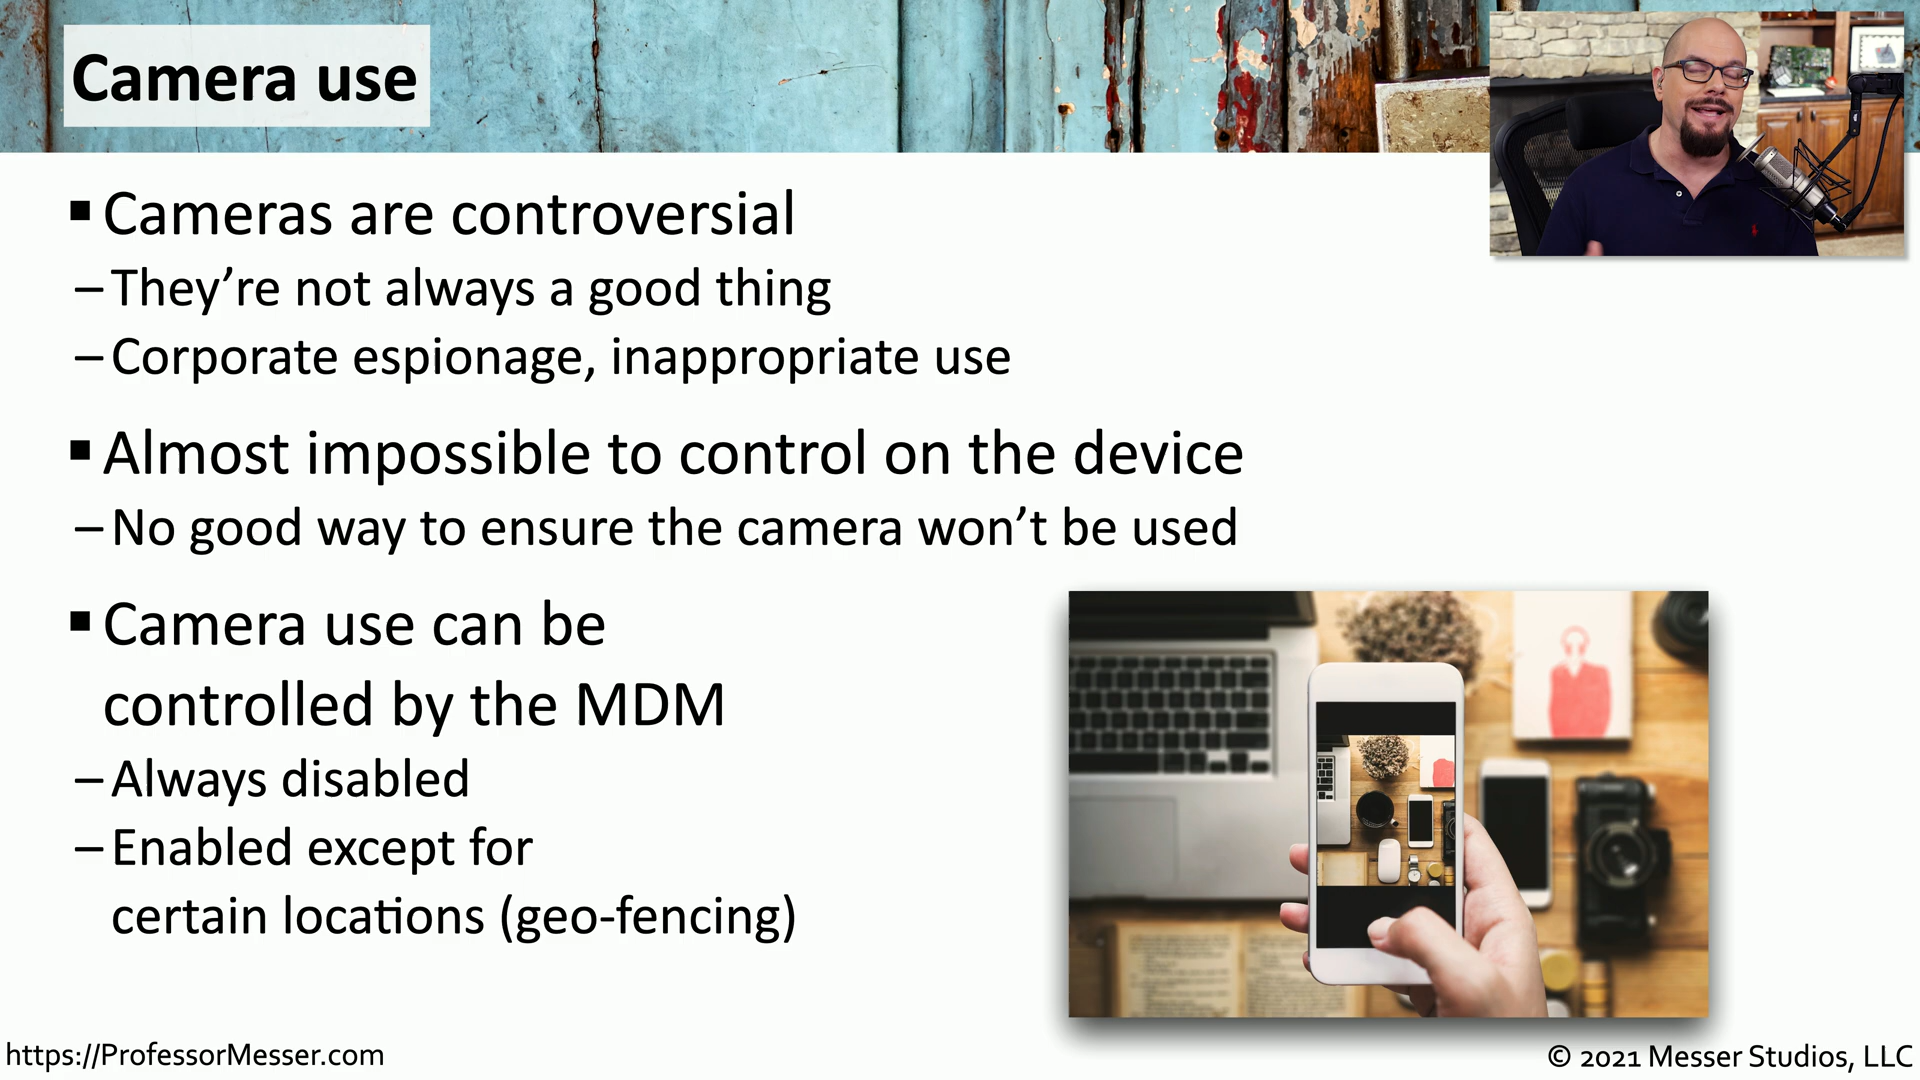 Camera use
▪ Cameras are controversial
– They’re not always a good thing
– Corporate espionage, inappropriate use
▪ Almost impossible to control on the device
– No good way to ensure the camera won’t be used
▪ Camera use can be
controlled by the MDM
– Always disabled
– Enabled except for
certain locations (geo-fencing)
https://ProfessorMesser.com
© 2021 Messer Studios, LLC